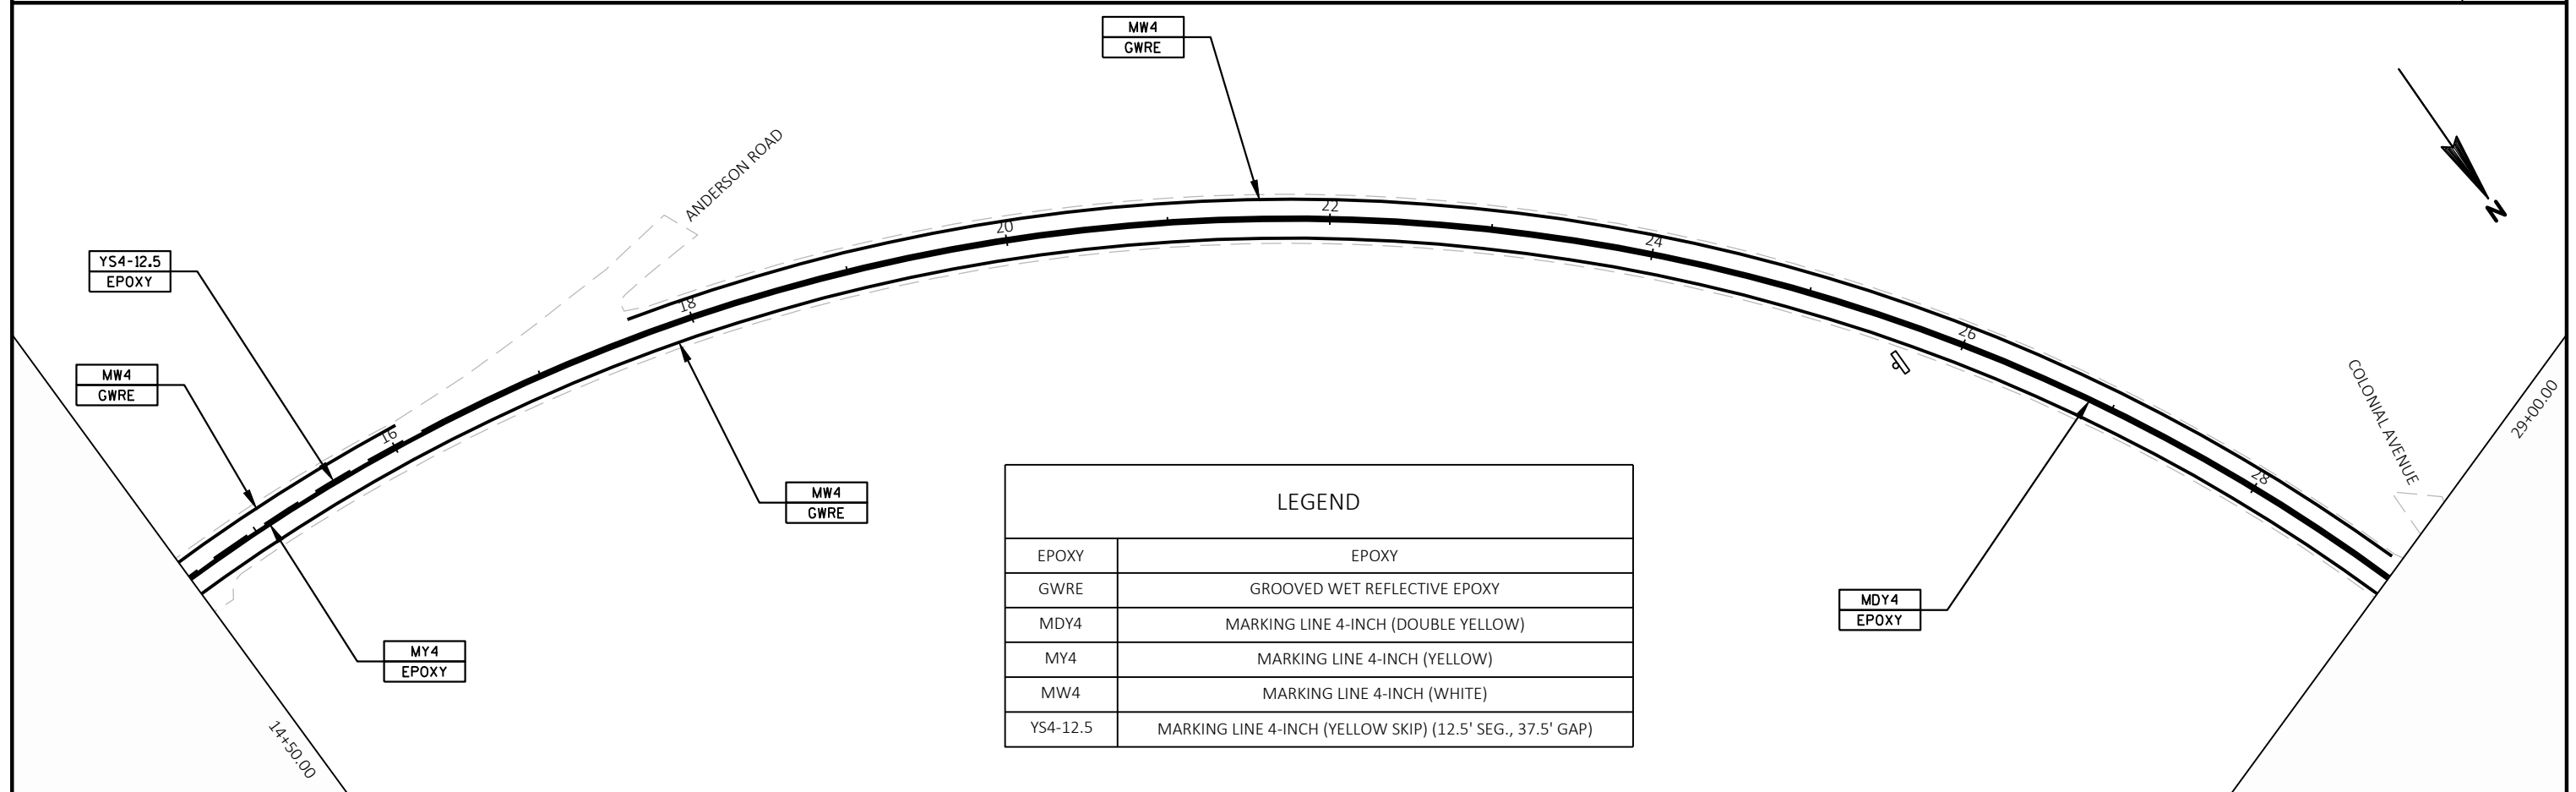 MW4
GWRE
ANDERSON ROAD
N
YS4-12.5
EPOXY
MW4
GWRE
16
18
20
22
24
26
28
COLONIAL AVENUE
29+00.00
MW4
GWRE
MY4
EPOXY
14+50.00
MDY4
EPOXY
LEGEND
EPOXY EPOXY
GWRE GROOVED WET REFLECTIVE EPOXY
MDY4 MARKING LINE 4-INCH (DOUBLE YELLOW)
MY4 MARKING LINE 4-INCH (YELLOW)
MW4 MARKING LINE 4-INCH (WHITE)
YS4-12.5 MARKING LINE 4-INCH (YELLOW SKIP) (12.5' SEG., 37.5' GAP)